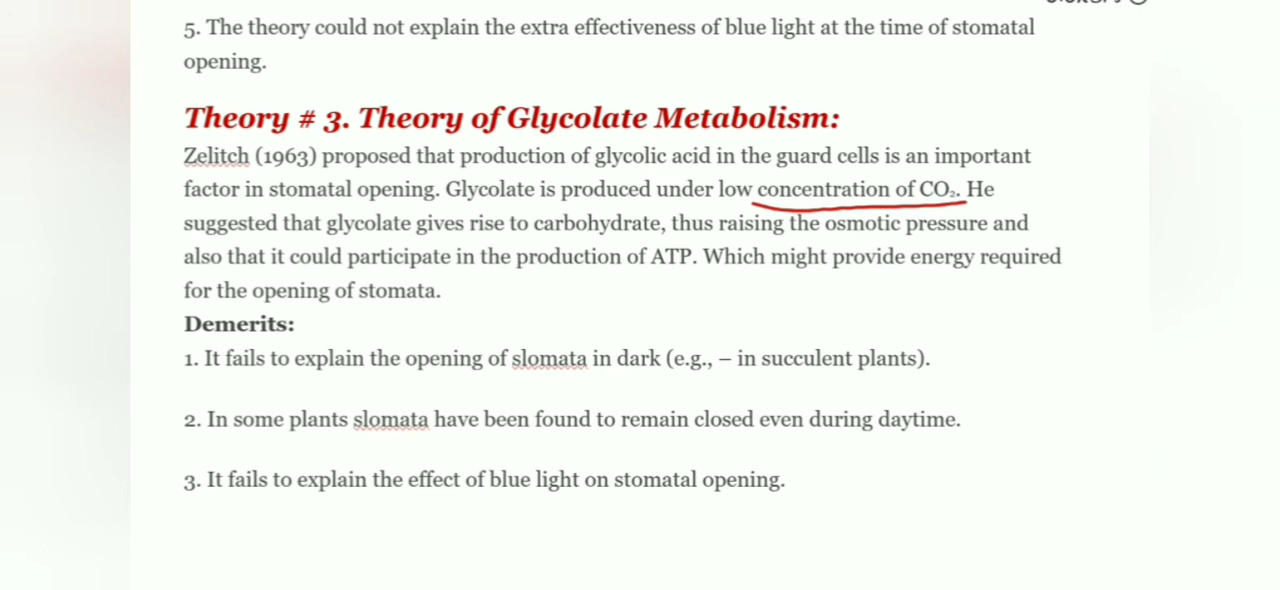 5. The theory could not explain the extra effectiveness of blue light at the time of stomatal
opening.
Theory # 3. Theory of Glycolate Metabolism:
Zelitch (1963) proposed that production of glycolic acid in the guard cells is an important
factor in stomatal opening. Glycolate is produced under low concentration of CO₂. He
suggested that glycolate gives rise to carbohydrate, thus raising the osmotic pressure and
also that it could participate in the production of ATP. Which might provide energy required
for the opening of stomata.
Demerits:
1. It fails to explain the opening of slomata in dark (e.g., – in succulent plants).
2. In some plants slomata have been found to remain closed even during daytime.
3. It fails to explain the effect of blue light on stomatal opening.